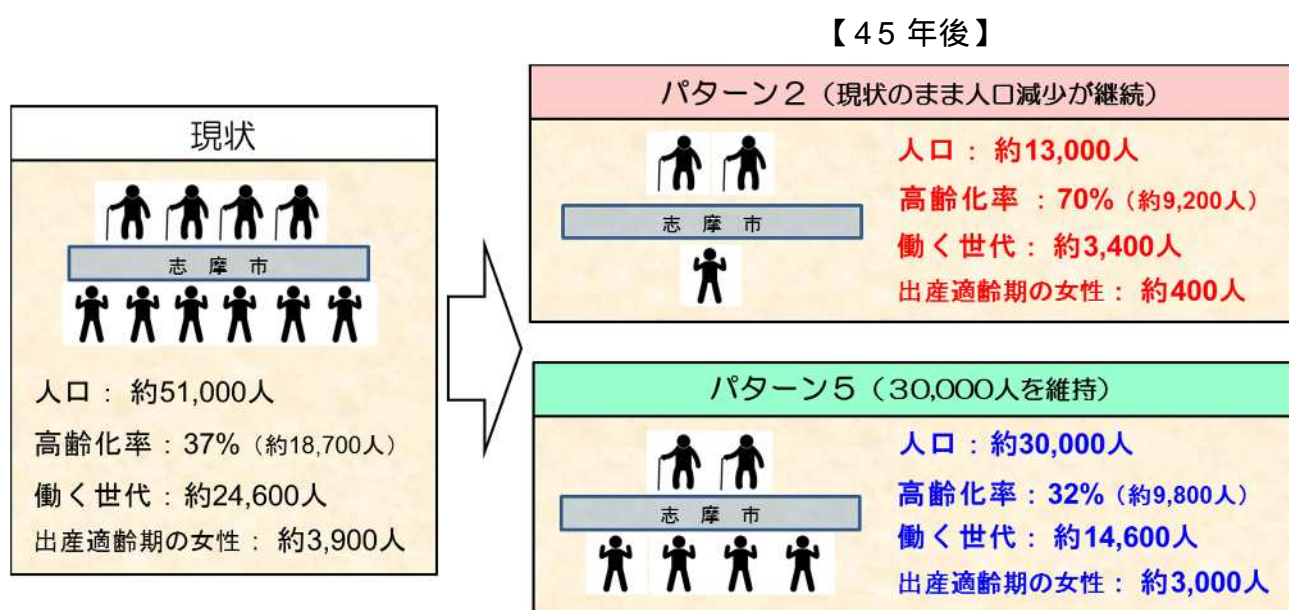 【45年後】
現状
志摩市
人口：約51,000人
高齢化率：37%（約18,700人）
働く世代：約24,600人
出産適齢期の女性：約3,900人
パターン２（現状のまま人口減少が継続）
志摩市
人口：約13,000人
高齢化率：70%（約9,200人）
働く世代：約3,400人
出産適齢期の女性：約400人
パターン５（30,000人を維持）
志摩市
人口：約30,000人
高齢化率：32%（約9,800人）
働く世代：約14,600人
出産適齢期の女性：約3,000人